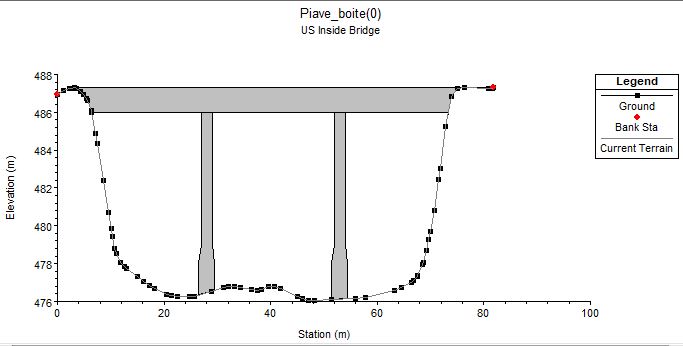 Piave_boite(0)
US Inside Bridge
488
486
484
482
480
478
476
Elevation (m)
0
20
40
60
80
100
Station (m)
Legend
Ground
Bank Sta
Current Terrain